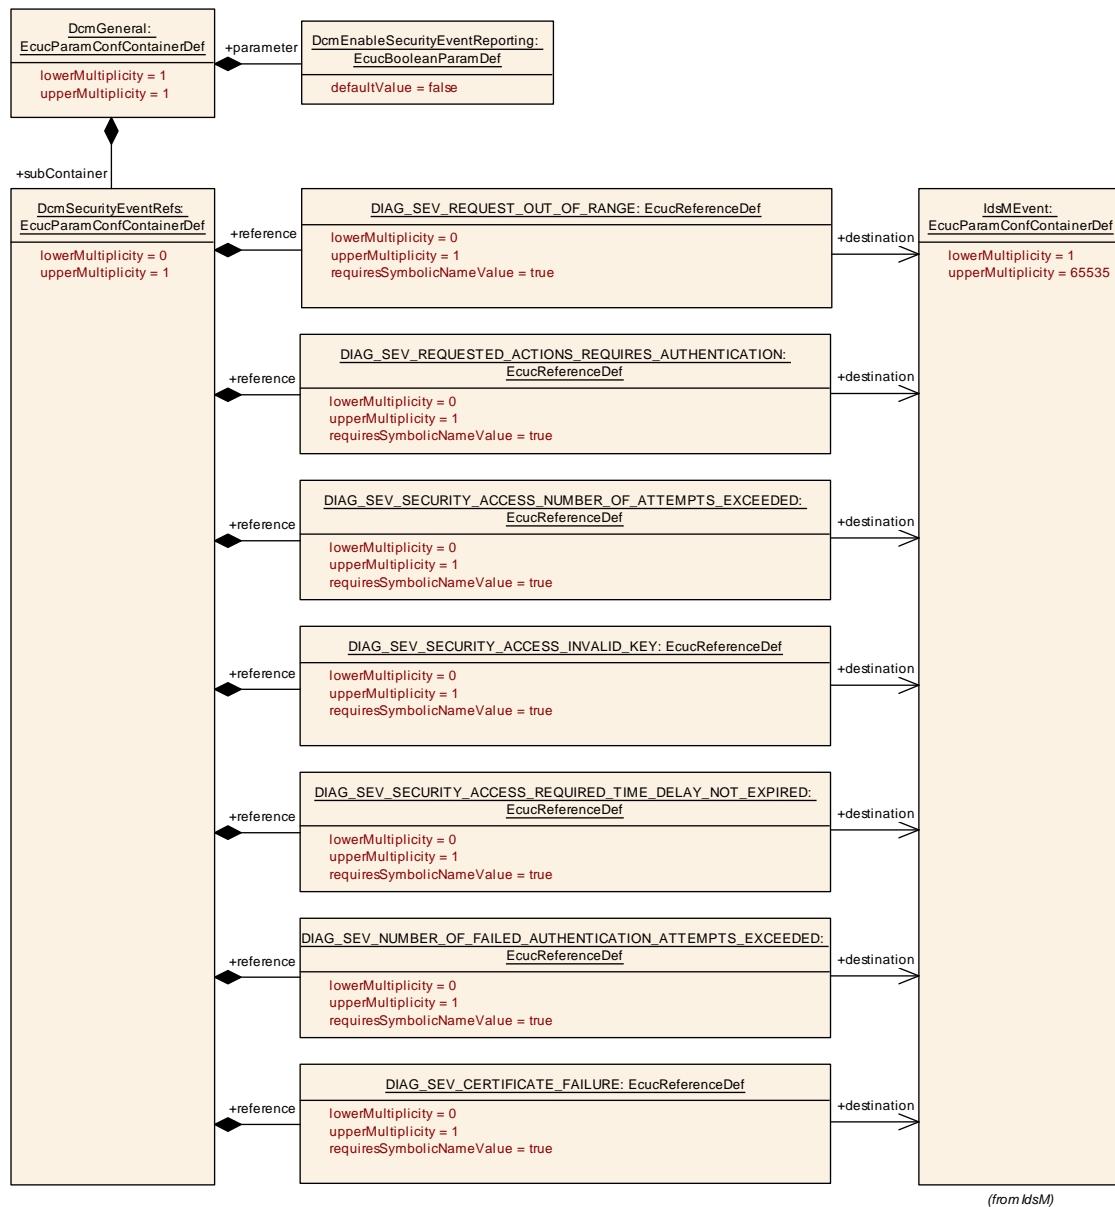 DcmGeneral:
EcucParamConfContainerDef
lowerMultiplicity = 1
upperMultiplicity = 1
+parameter
DcmEnableSecurityEventReporting:
EcucBooleanParamDef
defaultValue = false
+subContainer
DcmSecurityEventRefs:
EcucParamConfContainerDef
lowerMultiplicity = 0
upperMultiplicity = 1
+reference
DIAG_SEV_REQUEST_OUT_OF_RANGE: EcucReferenceDef
lowerMultiplicity = 0
upperMultiplicity = 1
requiresSymbolicNameValue = true
+destination
IdsMEvent:
EcucParamConfContainerDef
lowerMultiplicity = 1
upperMultiplicity = 65535
+reference
DIAG_SEV_REQUESTED_ACTIONS_REQUIRES_AUTHENTICATION:
EcucReferenceDef
lowerMultiplicity = 0
upperMultiplicity = 1
requiresSymbolicNameValue = true
+destination
+reference
DIAG_SEV_SECURITY_ACCESS_NUMBER_OF_ATTEMPTS_EXCEEDED:
EcucReferenceDef
lowerMultiplicity = 0
upperMultiplicity = 1
requiresSymbolicNameValue = true
+destination
+reference
DIAG_SEV_SECURITY_ACCESS_INVALID_KEY: EcucReferenceDef
lowerMultiplicity = 0
upperMultiplicity = 1
requiresSymbolicNameValue = true
+destination
+reference
DIAG_SEV_SECURITY_ACCESS_REQUIRED_TIME_DELAY_NOT_EXPIRED:
EcucReferenceDef
lowerMultiplicity = 0
upperMultiplicity = 1
requiresSymbolicNameValue = true
+destination
+reference
DIAG_SEV_NUMBER_OF_FAILED_AUTHENTICATION_ATTEMPTS_EXCEEDED:
EcucReferenceDef
lowerMultiplicity = 0
upperMultiplicity = 1
requiresSymbolicNameValue = true
+destination
+reference
DIAG_SEV_CERTIFICATE_FAILURE: EcucReferenceDef
lowerMultiplicity = 0
upperMultiplicity = 1
requiresSymbolicNameValue = true
+destination
(from IdsM)